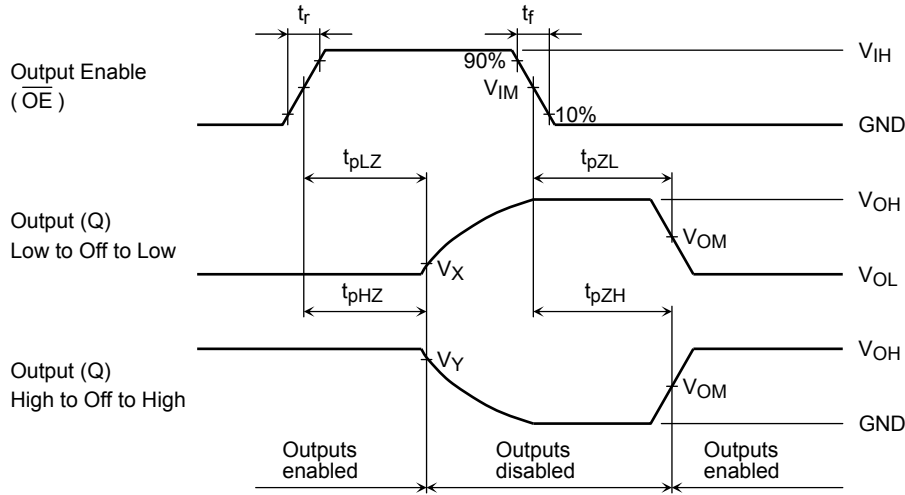 tr
tf
Output Enable
( OE )
90%
VIH
VIM
10%
GND
tpLZ
tpZL
Output (Q)
Low to Off to Low
VOH
VOM
VX
VOL
tpHZ
tpZH
Output (Q)
High to Off to High
VOH
VY
VOM
GND
Outputs
enabled
Outputs
disabled
Outputs
enabled